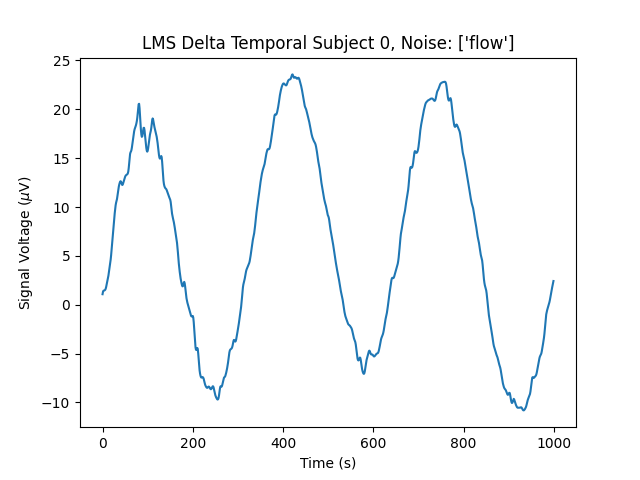 LMS Delta Temporal Subject 0, Noise: ['flow']
Signal Voltage (μV)
25
20
15
10
5
0
−5
−10
0 200 400 600 800 1000
Time (s)